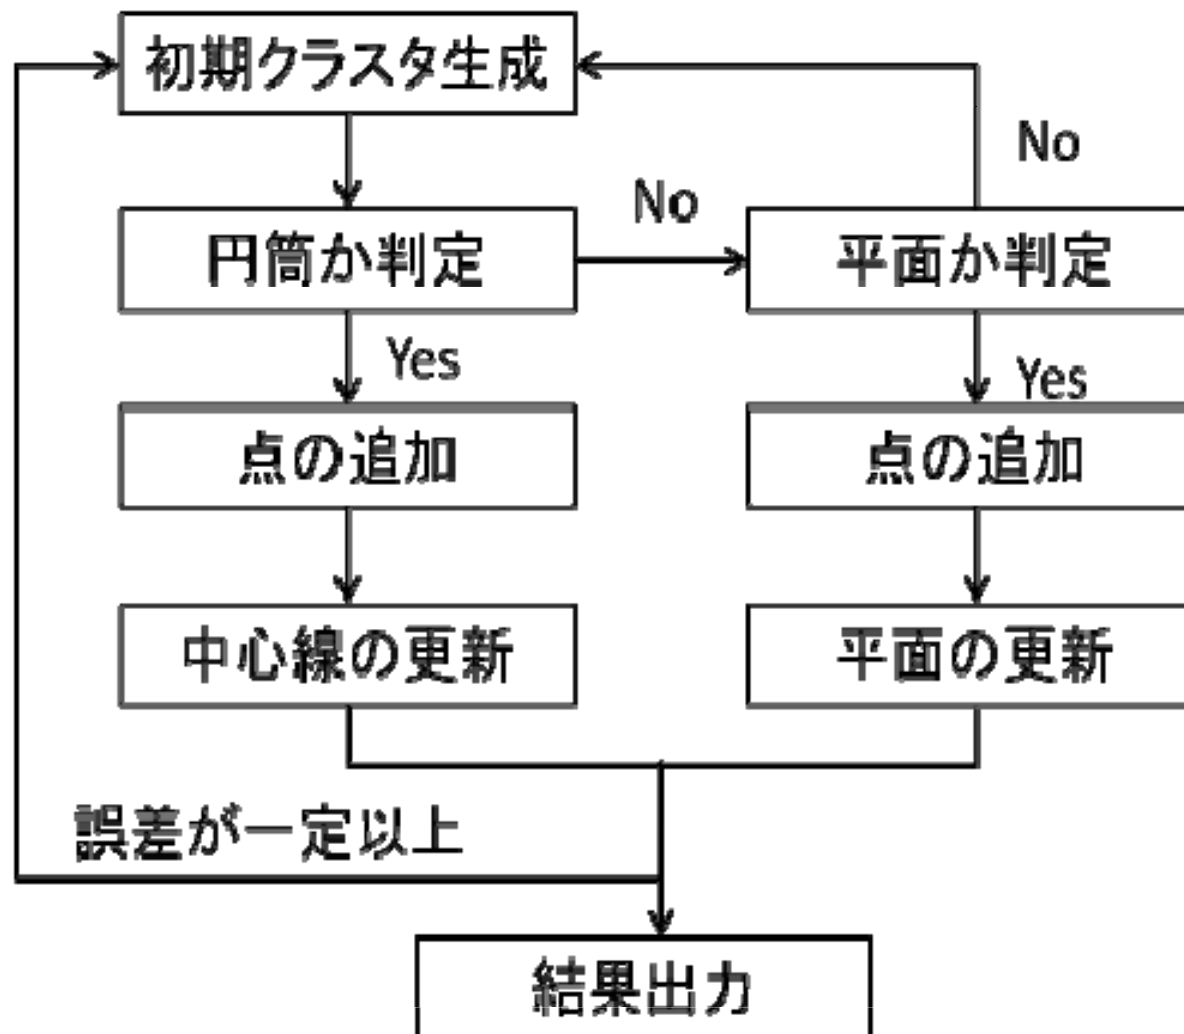 初期クラスタ生成
No
No
円筒か判定
平面か判定
Yes
Yes
点の追加
点の追加
中心線の更新
平面の更新
誤差が一定以上
結果出力